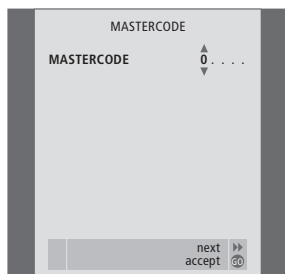 MASTERCODE
MASTERCODE 0 . . . .
next
accept GO